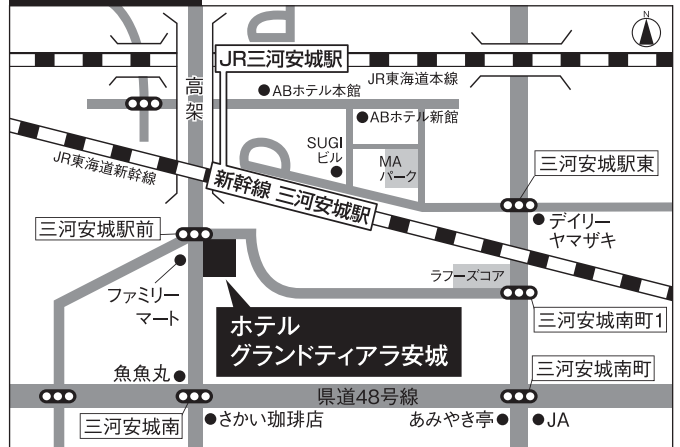 N
JR三河安城駅
JR東海道本線
高架
ABホテル本館
ABホテル新館
SUGI
ビル
MA
パーク
JR東海道新幹線
新幹線 三河安城駅
三河安城駅東
デイリー
ヤマザキ
三河安城駅前
ファミリー
マート
ラフーズコア
ホテル
グランドティアラ安城
三河安城南町1
三河安城南町
魚魚丸
県道48号線
三河安城南
さかい珈琲店
あみやき亭
JA